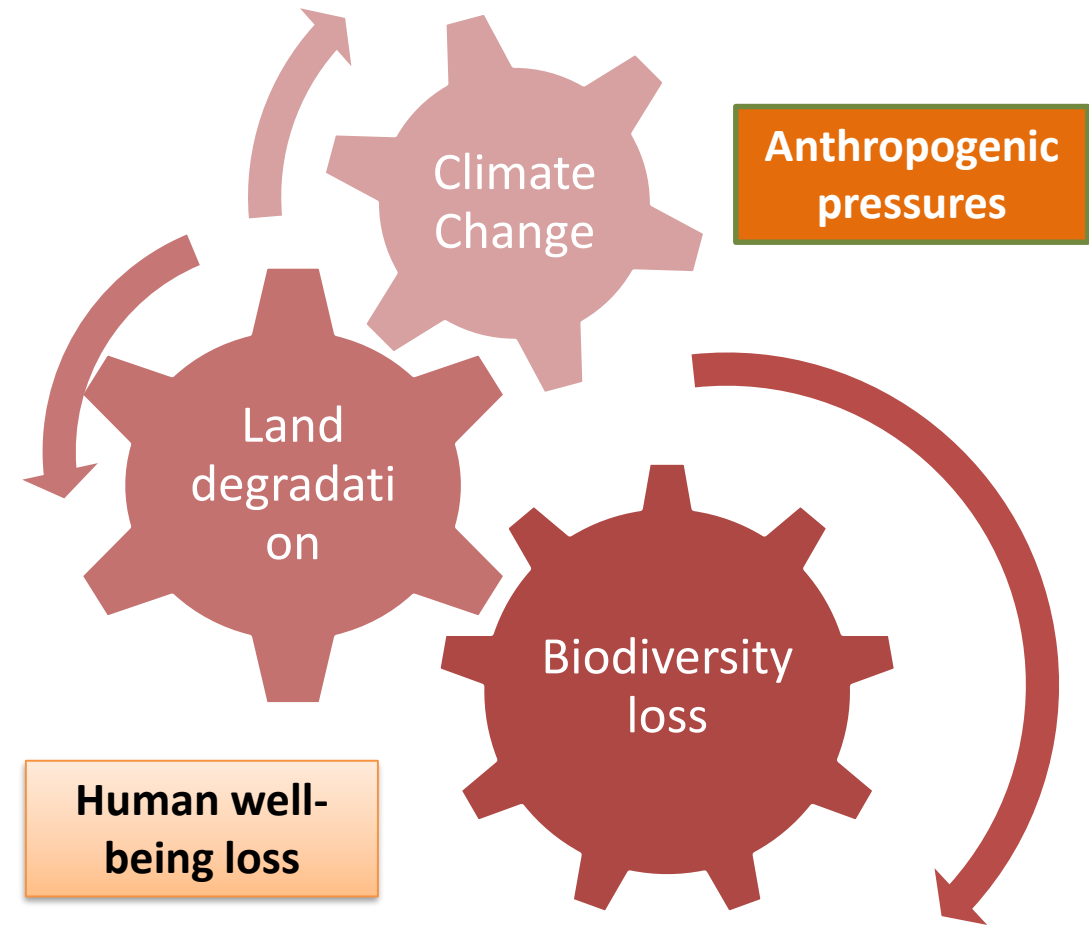 Climate
Change
Anthropogenic
pressures
Land
degradati
on
Biodiversity
loss
Human well-
being loss